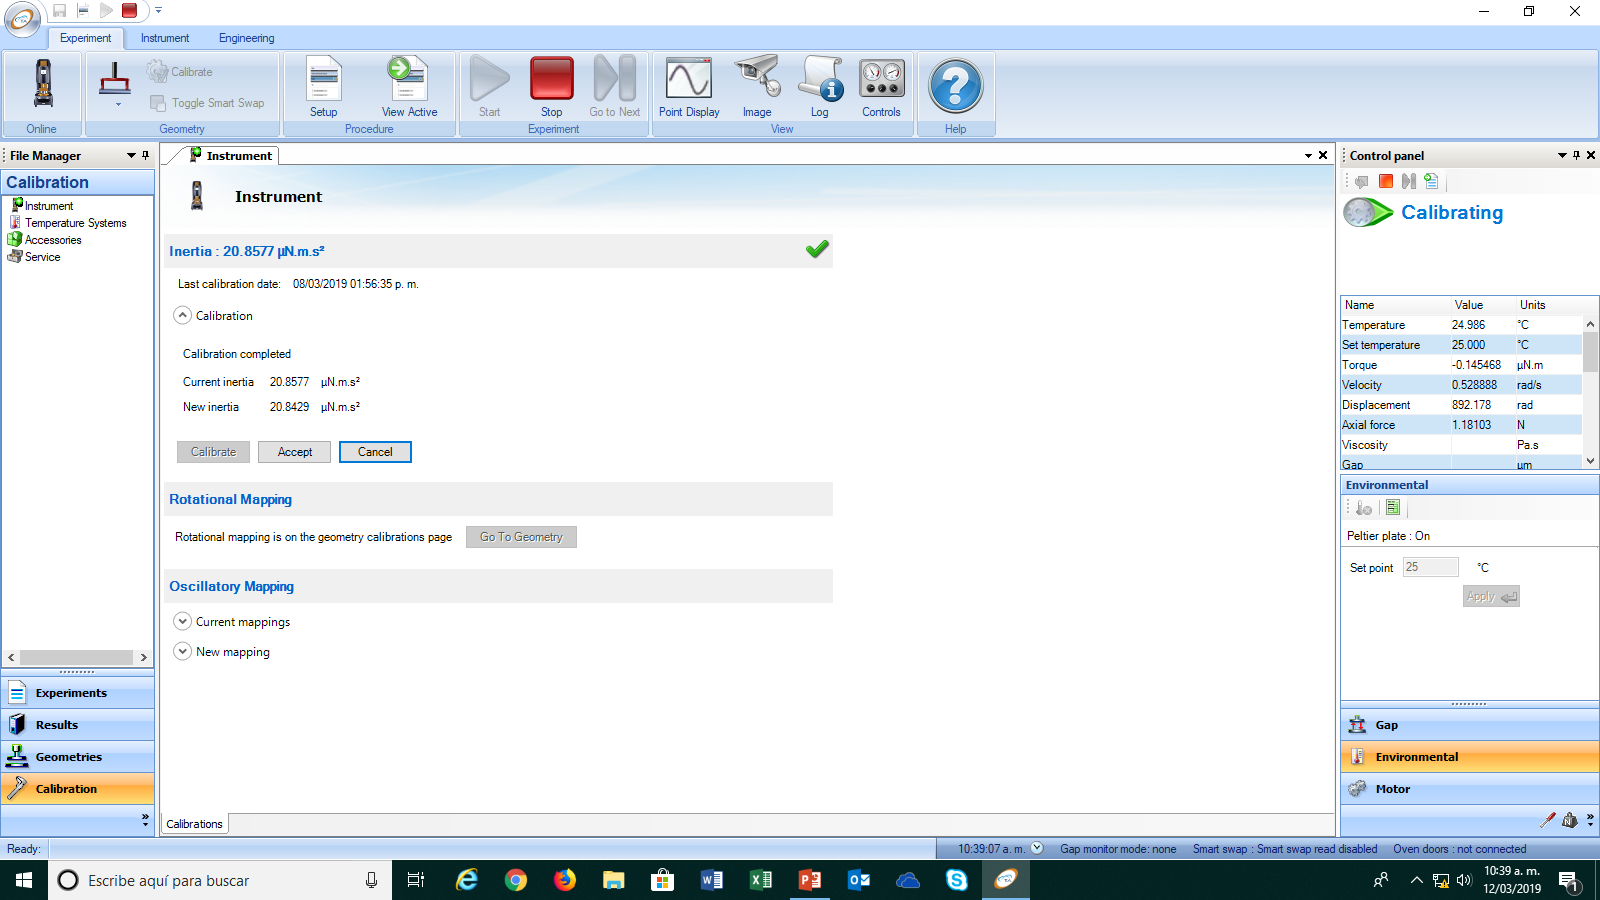 Experiment Instrument Engineering
Calibrate
Toggle Smart Swap
Setup View Active Start Stop Go to Next Point Display Image Log Controls
Online Geometry Procedure Experiment View Help
File Manager
Calibration
Instrument
Temperature Systems
Accessories
Service
Experiments
Results
Geometries
Calibration
Instrument
Instrument
Inertia : 20.8577 µN.m.s²
Last calibration date: 08/03/2019 01:56:35 p. m.
Calibration
Calibration completed
Current inertia 20.8577 µN.m.s²
New inertia 20.8429 µN.m.s²
Calibrate Accept Cancel
Rotational Mapping
Rotational mapping is on the geometry calibrations page Go To Geometry
Oscillatory Mapping
Current mappings
New mapping
Calibrations
Control panel
Calibrating
Name Value Units
Temperature 24.986 °C
Set temperature 25.000 °C
Torque -0.145468 µN.m
Velocity 0.528888 rad/s
Displacement 892.178 rad
Axial force 1.18103 N
Viscosity Pa.s
Gap µm
Environmental
Peltier plate : On
Set point 25 °C
Apply
Gap
Environmental
Motor
Ready: 10:39:07 a. m. Gap monitor mode: none Smart swap : Smart swap read disabled Oven doors : not connected
Escribe aquí para buscar
10:39 a. m.
12/03/2019
1